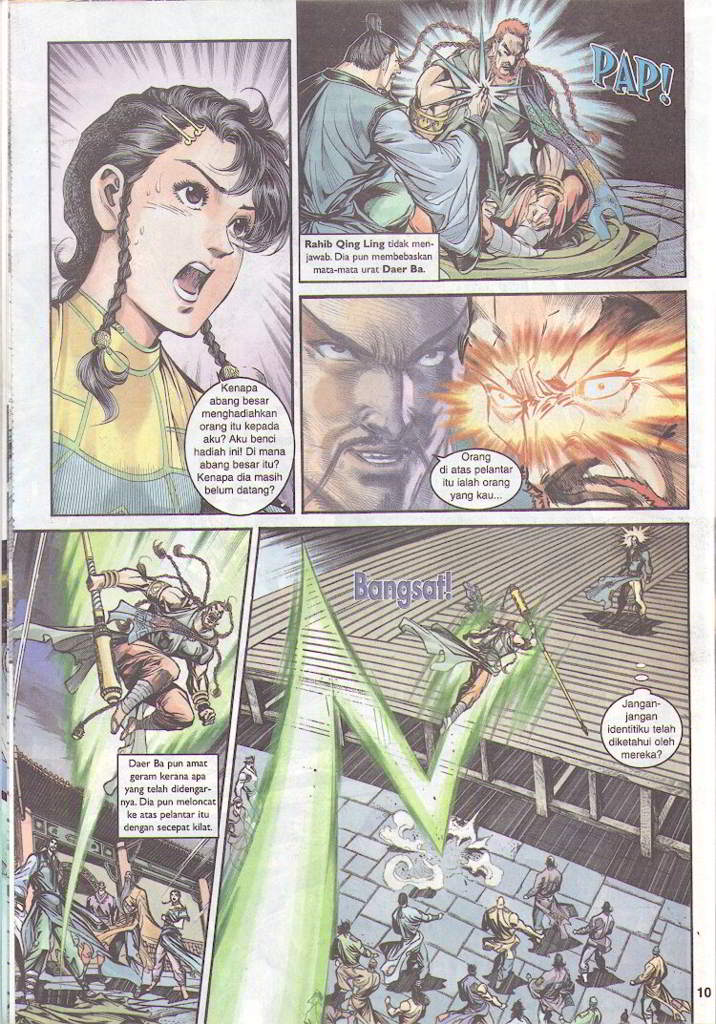 PAP!
Rahib Qing Ling tidak men-
jawab. Dia pun membebaskan
mata-mata urat Daer Ba.
Kenapa
abang besar
menghadiahkan
orang itu kepada
aku? Aku benci
hadiah ini! Di mana
abang besar itu?
Kenapa dia masih
belum datang?
Orang
di atas pelantar
itu ialah orang
yang kau...
Daer Ba pun amat
geram kerana apa
yang telah didengar-
nya. Dia pun meloncat
ke atas pelantar itu
dengan secepat kilat.
Bangsat!
Jangan-
jangan
identitiku telah
diketahui oleh
mereka?
10